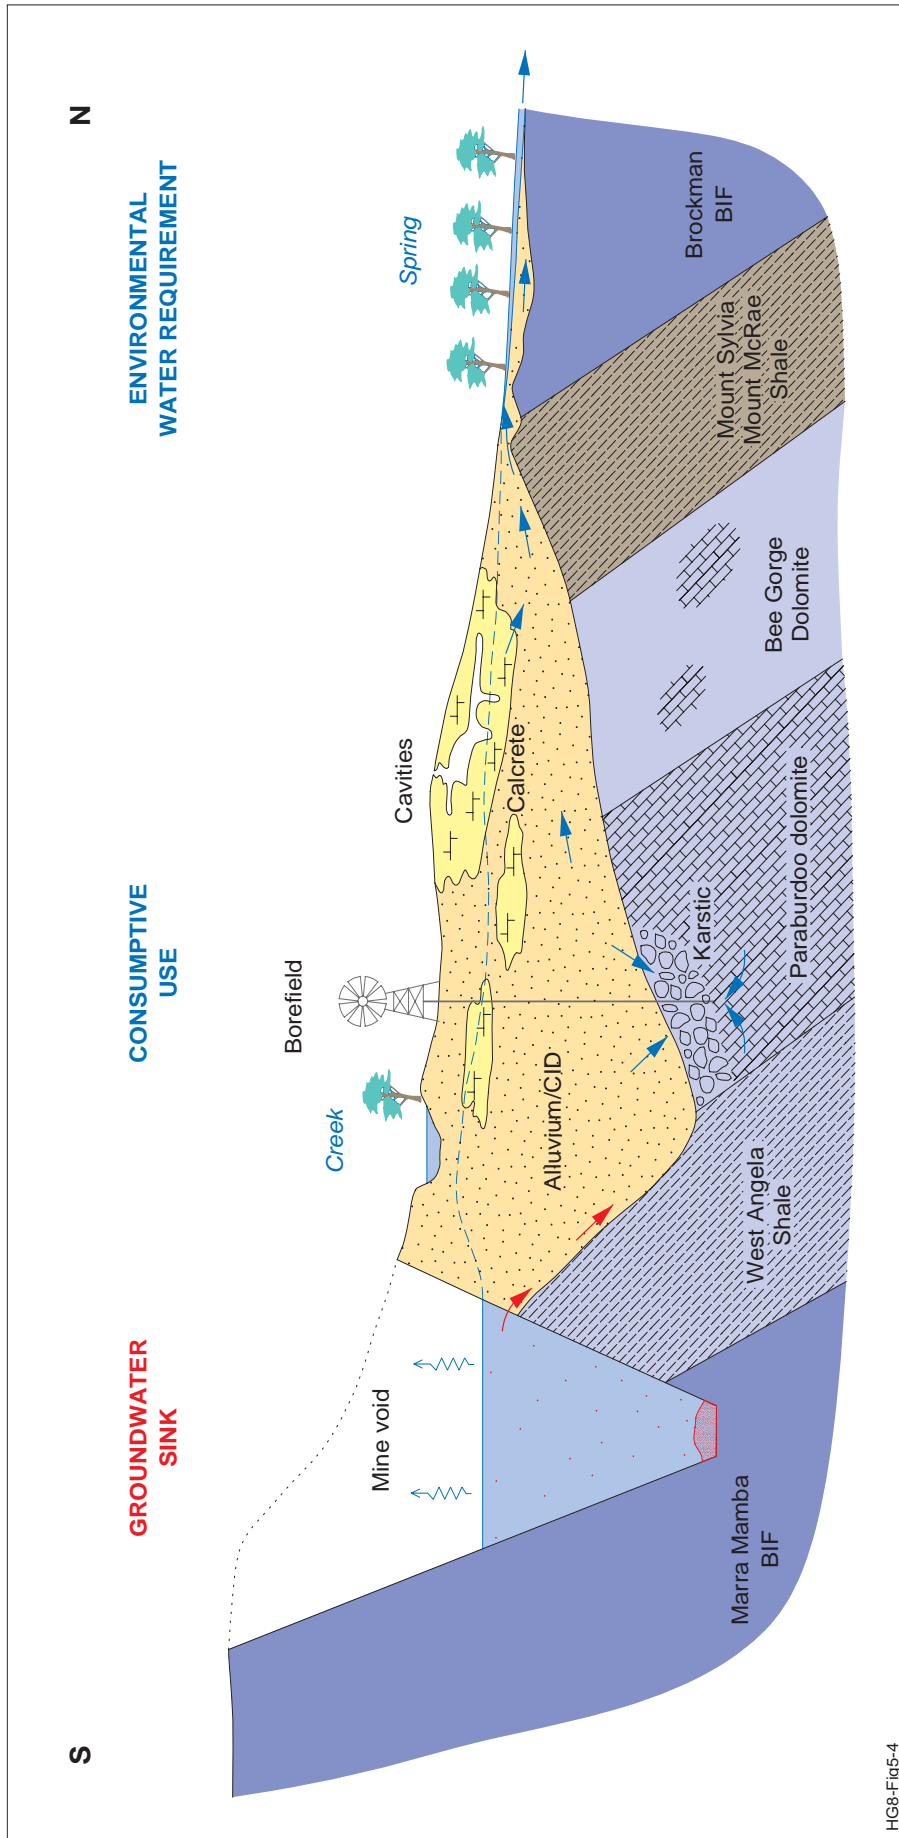 S
N
GROUNDWATER
SINK
CONSUMPTIVE
USE
ENVIRONMENTAL
WATER REQUIREMENT
Mine void
Creek
Borefield
Cavities
Spring
Calcrete
Alluvium/CID
Karstic
Marra Mamba
BIF
West Angela
Shale
Paraburdoo dolomite
Bee Gorge
Dolomite
Mount Sylvia
Mount McRae
Shale
Brockman
BIF
HG8-Fig5-4